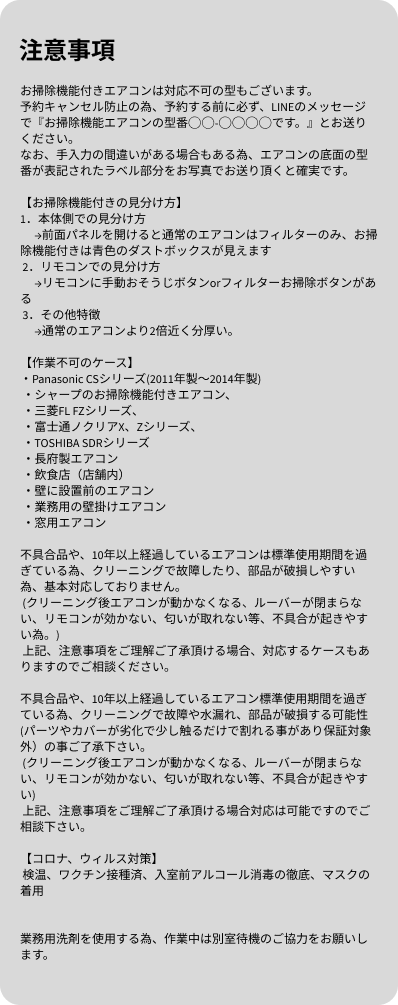 注意事項
お掃除機能付きエアコンは対応不可の型もございます。
予約キャンセル防止の為、予約する前に必ず、LINEのメッセージ
で『お掃除機能エアコンの型番◯◯-◯◯◯◯です。』とお送り
ください。
なお、手入力の間違いがある場合もある為、エアコンの底面の型
番が表記されたラベル部分をお写真でお送り頂くと確実です。
【お掃除機能付きの見分け方】
1．本体側での見分け方
→前面パネルを開けると通常のエアコンはフィルターのみ、お掃
除機能付きは青色のダストボックスが見えます
2．リモコンでの見分け方
→リモコンに手動おそうじボタンorフィルターお掃除ボタンがあ
る
3．その他特徴
→通常のエアコンより2倍近く分厚い。
【作業不可のケース】
・Panasonic CSシリーズ(2011年製〜2014年製)
・シャープのお掃除機能付きエアコン、
・三菱FL FZシリーズ、
・富士通ノクリアX、Zシリーズ、
・TOSHIBA SDRシリーズ
・長府製エアコン
・飲食店（店舗内）
・壁に設置前のエアコン
・業務用の壁掛けエアコン
・窓用エアコン
不具合品や、10年以上経過しているエアコンは標準使用期間を過
ぎている為、クリーニングで故障したり、部品が破損しやすい
為、基本対応しておりません。
(クリーニング後エアコンが動かなくなる、ルーバーが閉まらな
い、リモコンが効かない、匂いが取れない等、不具合が起きやす
い為。)
上記、注意事項をご理解ご了承頂ける場合、対応するケースもあ
りますのでご相談ください。
不具合品や、10年以上経過しているエアコン標準使用期間を過ぎ
ている為、クリーニングで故障や水漏れ、部品が破損する可能性
(パーツやカバーが劣化で少し触るだけで割れる事があり保証対象
外）の事ご了承下さい。
(クリーニング後エアコンが動かなくなる、ルーバーが閉まらな
い、リモコンが効かない、匂いが取れない等、不具合が起きやす
い)
上記、注意事項をご理解ご了承頂ける場合対応は可能ですのでご
相談下さい。
【コロナ、ウィルス対策】
検温、ワクチン接種済、入室前アルコール消毒の徹底、マスクの
着用
業務用洗剤を使用する為、作業中は別室待機のご協力をお願いし
ます。